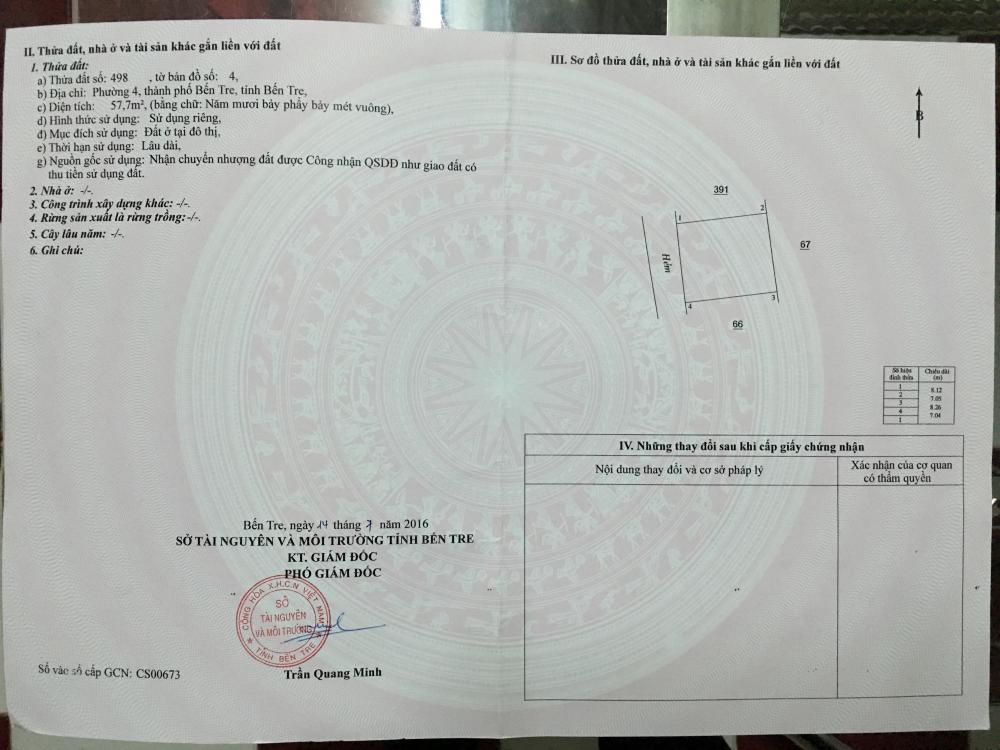 II. Thửa đất, nhà ở và tài sản khác gắn liền với đất
1. Thửa đất:
a) Thửa đất số: 498 , tờ bản đồ số: 4,
b) Địa chỉ: Phường 4, thành phố Bến Tre, tỉnh Bến Tre,
c) Diện tích: 57,7m², (bằng chữ: Năm mươi bảy phẩy bảy mét vuông),
d) Hình thức sử dụng: Sử dụng riêng,
đ) Mục đích sử dụng: Đất ở tại đô thị,
e) Thời hạn sử dụng: Lâu dài,
g) Nguồn gốc sử dụng: Nhận chuyển nhượng đất được Công nhận QSDĐ như giao đất có
thu tiền sử dụng đất.
2. Nhà ở: -/-.
3. Công trình xây dựng khác: -/-.
4. Rừng sản xuất là rừng trồng: -/-.
5. Cây lâu năm: -/-.
6. Ghi chú:
Bến Tre, ngày 14 tháng 7 năm 2016
SỞ TÀI NGUYÊN VÀ MÔI TRƯỜNG TỈNH BẾN TRE
KT. GIÁM ĐỐC
PHÓ GIÁM ĐỐC
CỘNG HÒA X.H.C.N VIỆT NAM
SỞ
TÀI NGUYÊN
VÀ MÔI TRƯỜNG
TỈNH BẾN TRE
Trần Quang Minh
Số vào sổ cấp GCN: CS00673
III. Sơ đồ thửa đất, nhà ở và tài sản khác gắn liền với đất
B
391
1
2
67
Hẻm
4
3
66
Số hiệu đỉnh thửa
Chiều dài (m)
1
8.12
2
7.05
3
8.26
4
7.04
1
IV. Những thay đổi sau khi cấp giấy chứng nhận
Nội dung thay đổi và cơ sở pháp lý
Xác nhận của cơ quan
có thẩm quyền